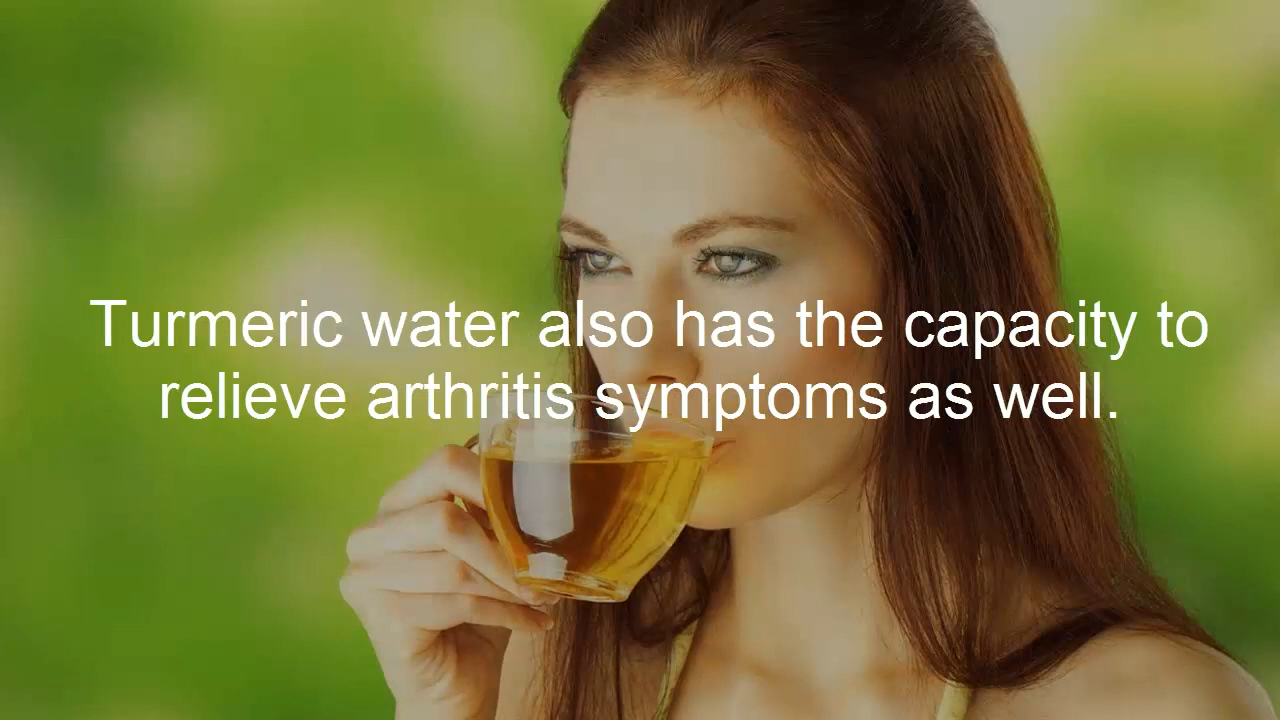 Turmeric water also has the capacity to
relieve arthritis symptoms as well.